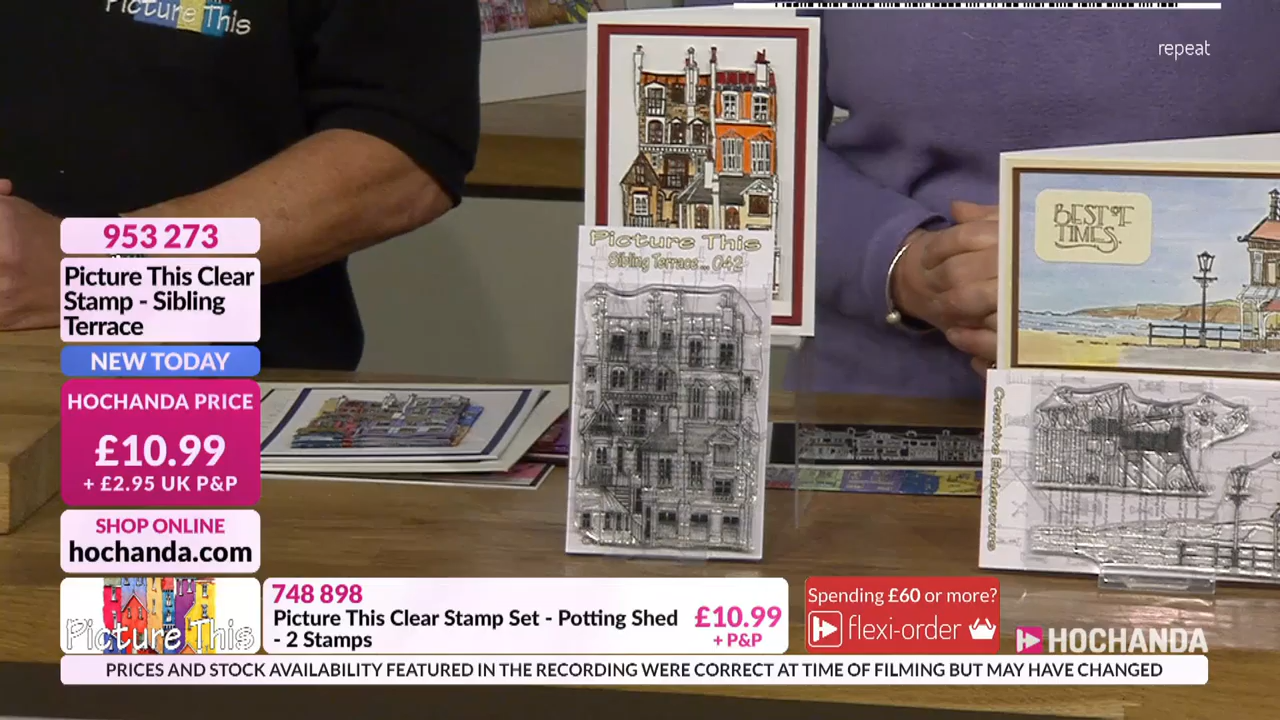 Picture This
repeat
BEST OF
TIMES.
Picture This
Sibling Terrace... 042
953 273
Picture This Clear
Stamp - Sibling
Terrace
NEW TODAY
HOCHANDA PRICE
£10.99
+ £2.95 UK P&P
SHOP ONLINE
hochanda.com
Picture This
748 898
Picture This Clear Stamp Set - Potting Shed
- 2 Stamps
£10.99
+ P&P
Spending £60 or more?
flexi-order
HOCHANDA
PRICES AND STOCK AVAILABILITY FEATURED IN THE RECORDING WERE CORRECT AT TIME OF FILMING BUT MAY HAVE CHANGED